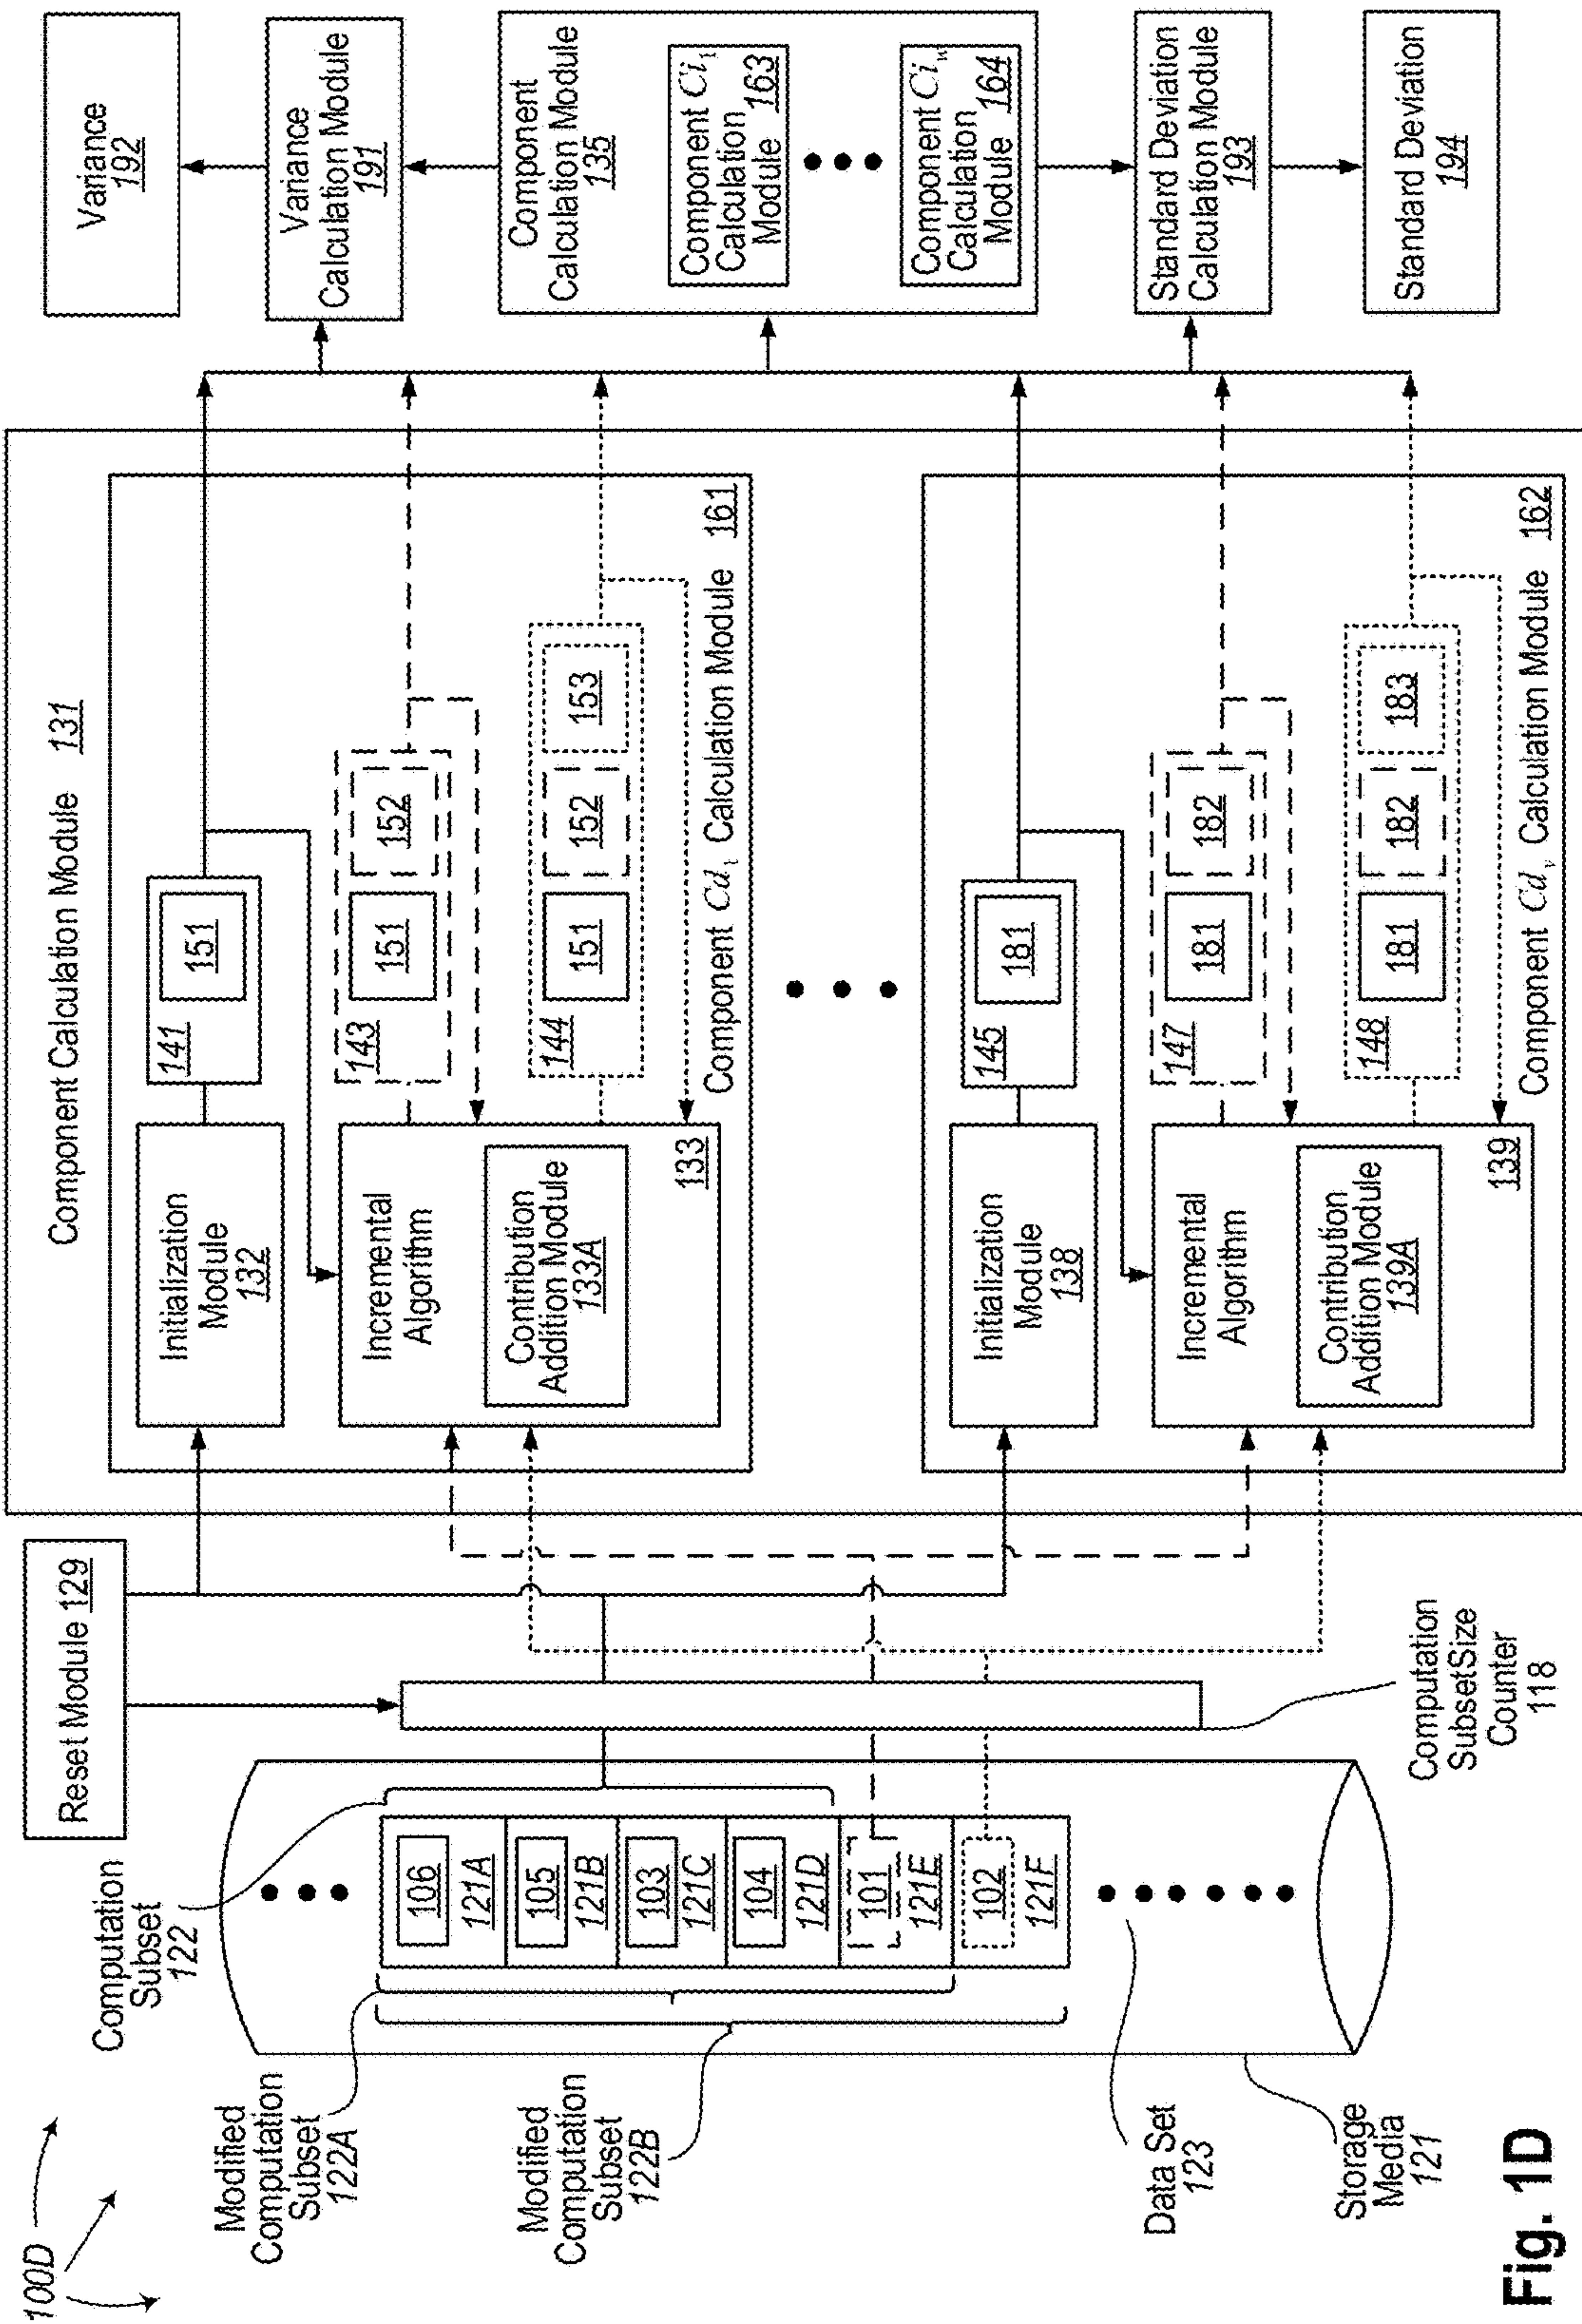 100D
Reset Module 129
Computation
Subset
122
Modified
Computation
Subset
122A
Modified
Computation
Subset
122B
106
121A
105
121B
103
121C
104
121D
101
121E
102
121F
Data Set
123
Storage
Media
121
Computation
SubsetSize
Counter
118
Component Calculation Module 131
Initialization
Module
132
141
151
Incremental
Algorithm
Contribution
Addition Module
133A
133
143
151
152
144
151
152
153
Component Cd₁ Calculation Module 161
Initialization
Module
138
145
181
Incremental
Algorithm
Contribution
Addition Module
139A
139
147
181
182
148
181
182
183
Component Cdᵥ Calculation Module 162
Variance
192
Variance
Calculation Module
191
Component
Calculation Module
135
Component Ci₁
Calculation
Module 163
Component Ci_w
Calculation
Module 164
Standard Deviation
Calculation Module
193
Standard Deviation
194
Fig. 1D